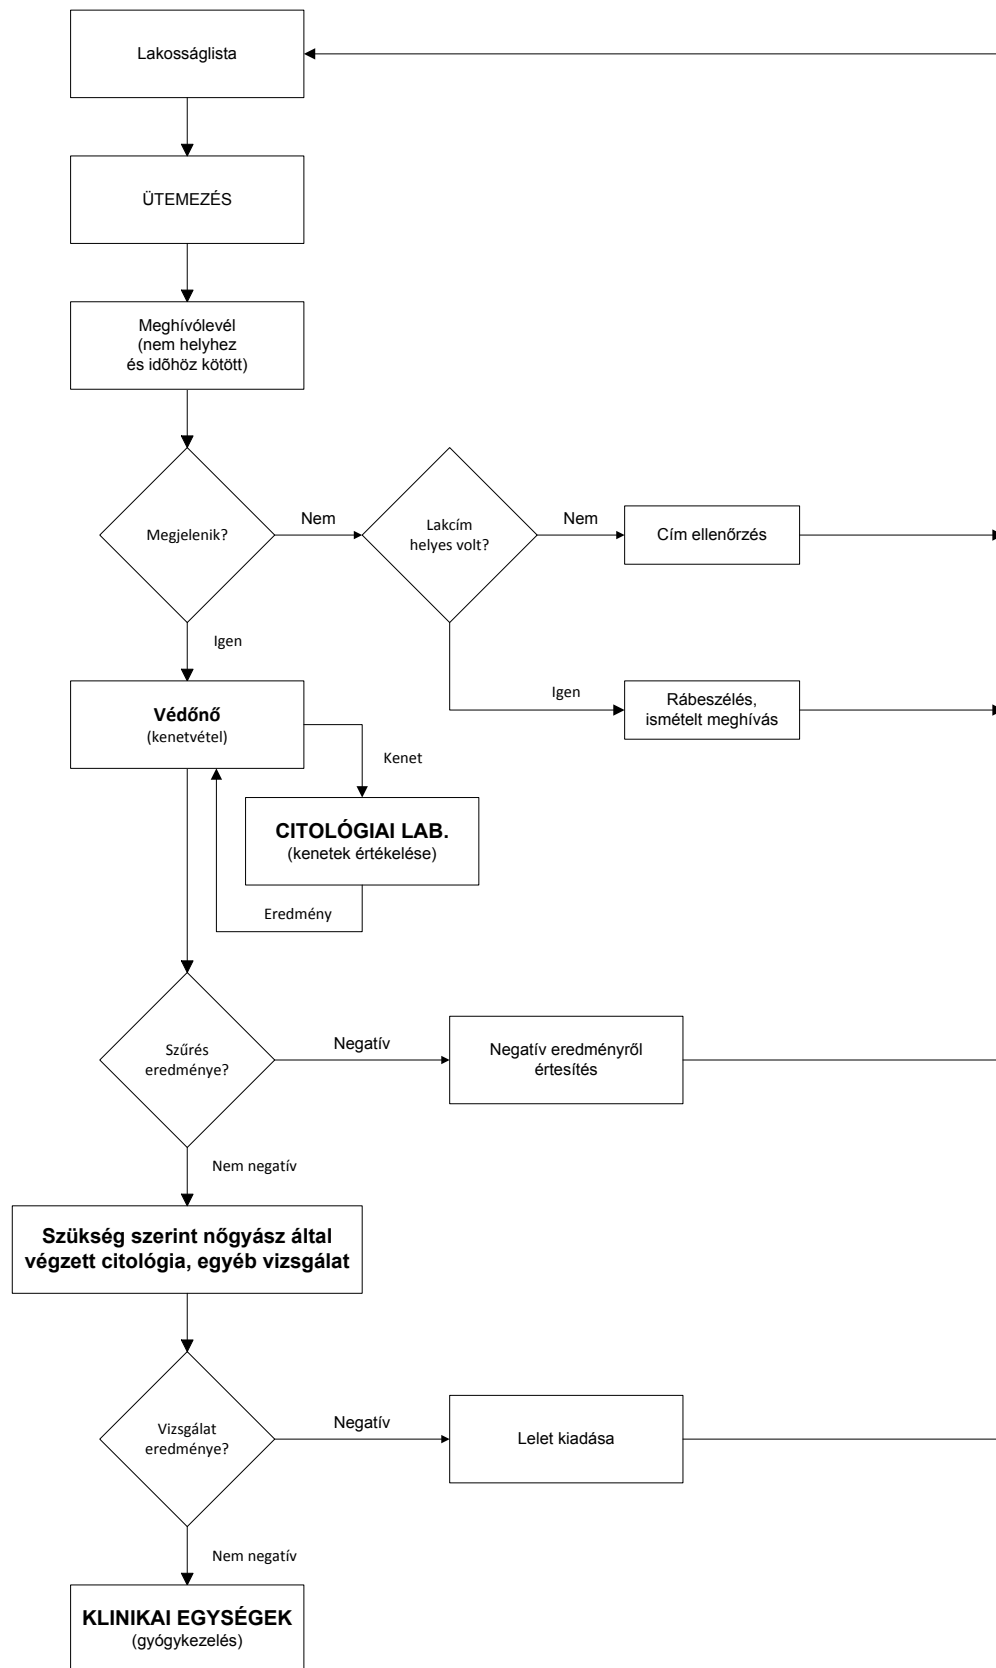 Lakosságlista
ÜTEMEZÉS
Meghívólevél
(nem helyhez
és idõhöz kötött)
Megjelenik?
Nem
Lakcím
helyes volt?
Nem
Cím ellenőrzés
Igen
Igen
Rábeszélés,
ismételt meghívás
Védőnő
(kenetvétel)
Kenet
CITOLÓGIAI LAB.
(kenetek értékelése)
Eredmény
Szűrés
eredménye?
Negatív
Negatív eredményről
értesítés
Nem negatív
Szükség szerint nőgyász által
végzett citológia, egyéb vizsgálat
Vizsgálat
eredménye?
Negatív
Lelet kiadása
Nem negatív
KLINIKAI EGYSÉGEK
(gyógykezelés)